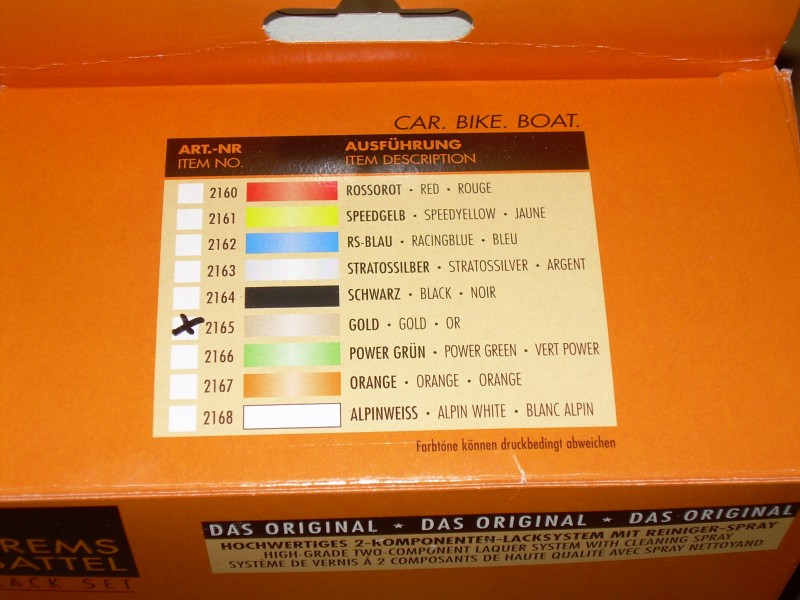 CAR. BIKE. BOAT.
ART.-NR AUSFÜHRUNG
ITEM NO. ITEM DESCRIPTION
2160 ROSSOROT · RED · ROUGE
2161 SPEEDGELB · SPEEDYELLOW · JAUNE
2162 RS-BLAU · RACINGBLUE · BLEU
2163 STRATOSSILBER · STRATOSSILVER · ARGENT
2164 SCHWARZ · BLACK · NOIR
2165 GOLD · GOLD · OR
2166 POWER GRÜN · POWER GREEN · VERT POWER
2167 ORANGE · ORANGE · ORANGE
2168 ALPINWEISS · ALPIN WHITE · BLANC ALPIN
Farbtöne können druckbedingt abweichen
DAS ORIGINAL ★ DAS ORIGINAL ★ DAS ORIGINAL
HOCHWERTIGES 2-KOMPONENTEN-LACKSYSTEM MIT REINIGER-SPRAY
HIGH-GRADE TWO-COMPONENT LAQUER SYSTEM WITH CLEANING SPRAY
SYSTÈME DE VERNIS À 2 COMPOSANTS DE HAUTE QUALITÉ AVEC SPRAY NETTOYAND
REMS
SATTEL
LACK SET